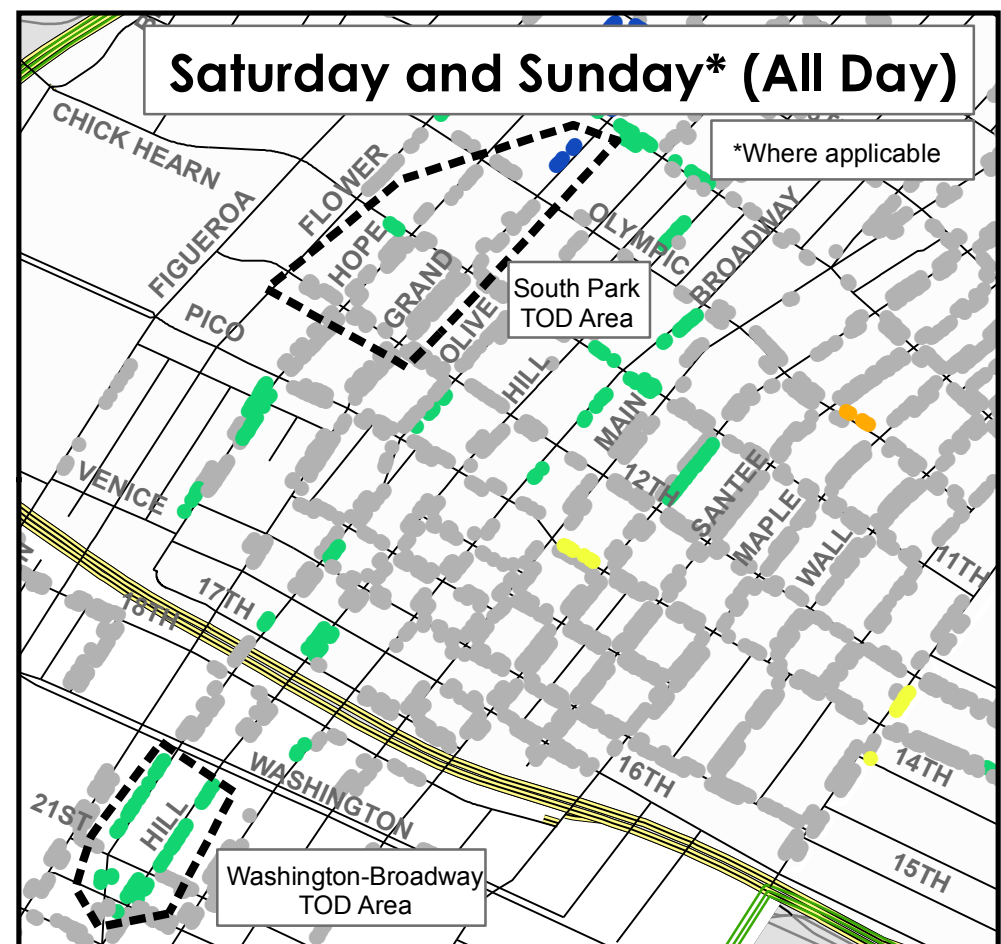 Saturday and Sunday* (All Day)
*Where applicable
CHICK HEARN
FLOWER
FIGUEROA
HOPE
GRAND
OLIVE
OLYMPIC
BROADWAY
South Park
TOD Area
PICO
HILL
MAIN
12TH
SANTEE
MAPLE
WALL
11TH
VENICE
17TH
18TH
WASHINGTON
16TH
14TH
15TH
21ST
HILL
Washington-Broadway
TOD Area